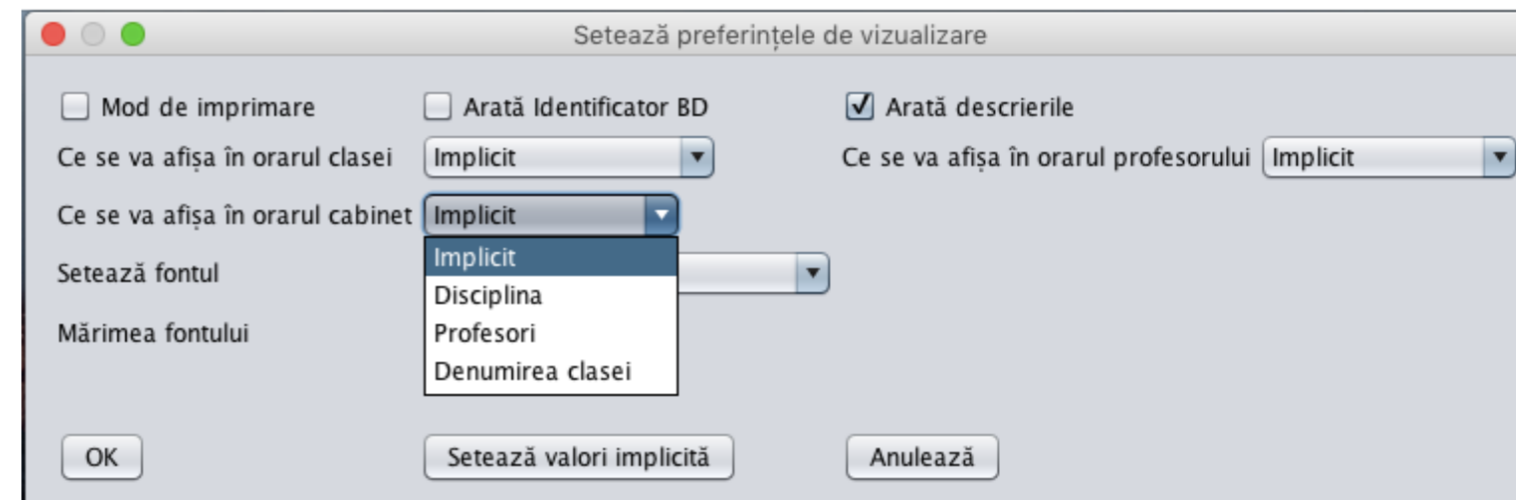 Setează preferințele de vizualizare
Mod de imprimare Arată Identificator BD Arată descrierile
Ce se va afișa în orarul clasei Implicit Ce se va afișa în orarul profesorului Implicit
Ce se va afișa în orarul cabinet Implicit
Implicit
Setează fontul
Disciplina
Profesori
Mărimea fontului
Denumirea clasei
OK Setează valori implicită Anulează